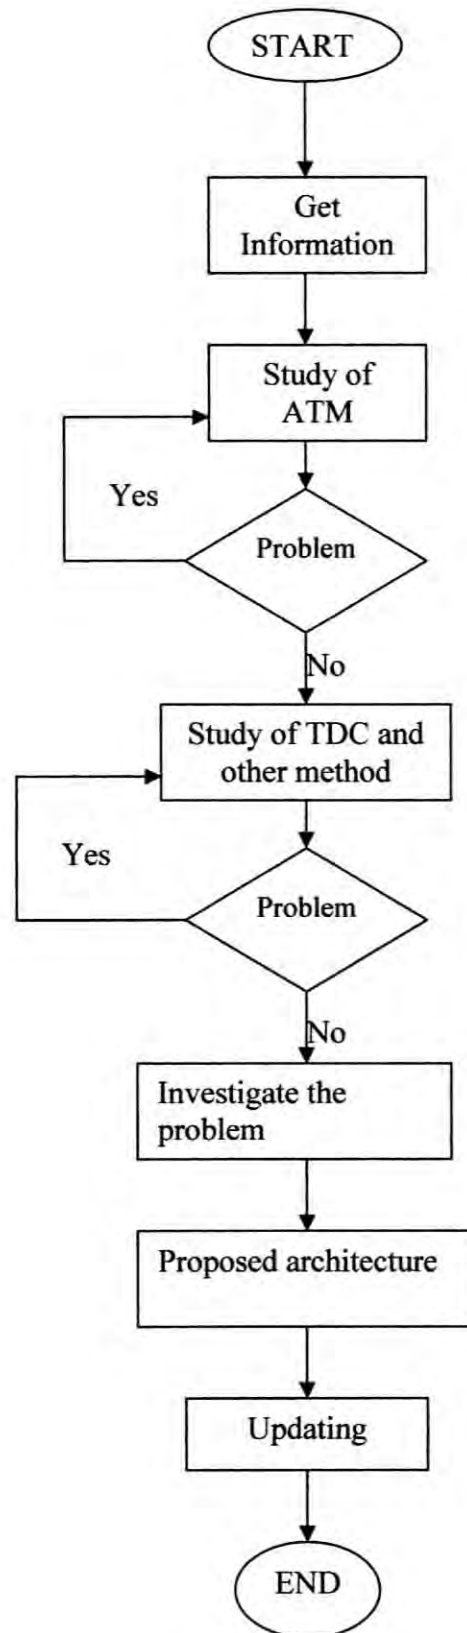 START
Get
Information
Study of
ATM
Yes
Problem
No
Study of TDC and
other method
Yes
Problem
No
Investigate the
problem
Proposed architecture
Updating
END